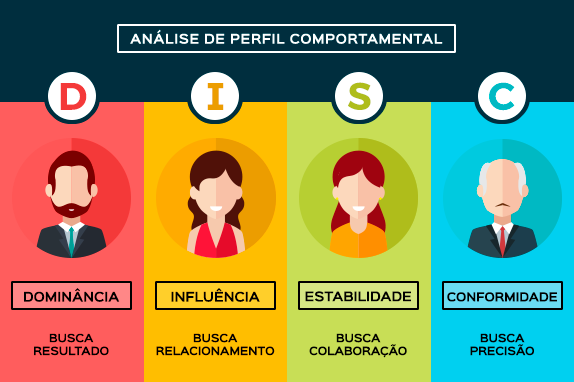 ANÁLISE DE PERFIL COMPORTAMENTAL
D I S C
DOMINÂNCIA
INFLUÊNCIA
ESTABILIDADE
CONFORMIDADE
BUSCA
RESULTADO
BUSCA
RELACIONAMENTO
BUSCA
COLABORAÇÃO
BUSCA
PRECISÃO